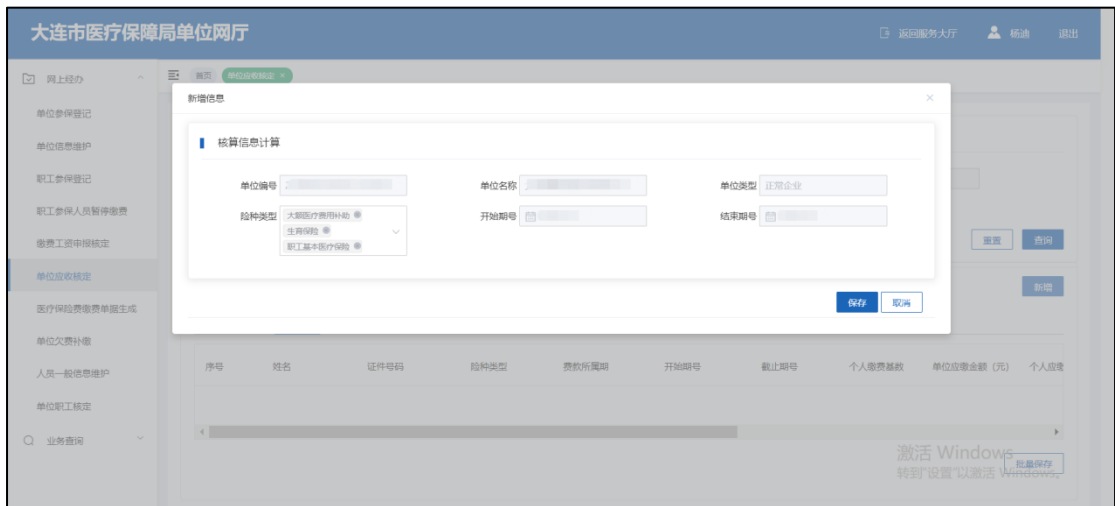 大连市医疗保障局单位网厅
返回服务大厅 杨迪 退出
网上经办
首页 单位应收核定 ×
单位参保登记
单位信息维护
职工参保登记
职工参保人员暂停缴费
缴费工资申报核定
单位应收核定
医疗保险费缴费单据生成
单位欠费补缴
人员一般信息维护
单位职工核定
业务查询
新增信息
核算信息计算
单位编号
单位名称
单位类型 正常企业
险种类型 大额医疗费用补助
生育保险
职工基本医疗保险
开始期号
结束期号
保存 取消
重置 查询
新增
序号 姓名 证件号码 险种类型 费款所属期 开始期号 截止期号 个人缴费基数 单位应缴金额（元） 个人应缴
激活 Windows
转到"设置"以激活 Windows。
批量保存